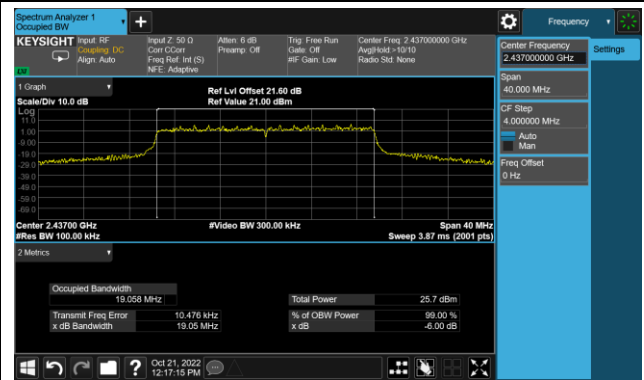 Spectrum Analyzer 1
Occupied BW
Frequency
KEYSIGHT
Input: RF
Coupling: DC
Align: Auto
Input Z: 50 Ω
Corr CCorr
Freq Ref: Int (S)
NFE: Adaptive
Atten: 6 dB
Preamp: Off
Trig: Free Run
Gate: Off
#IF Gain: Low
Center Freq: 2.437000000 GHz
Avg|Hold:>10/10
Radio Std: None
1 Graph
Scale/Div 10.0 dB
Ref Lvl Offset 21.60 dB
Ref Value 21.00 dBm
Log
11.0
1.00
-9.00
-19.0
-29.0
-39.0
-49.0
-59.0
-69.0
Center 2.43700 GHz
#Res BW 100.00 kHz
#Video BW 300.00 kHz
Span 40 MHz
Sweep 3.87 ms (2001 pts)
2 Metrics
Occupied Bandwidth
19.058 MHz
Transmit Freq Error 10.476 kHz
x dB Bandwidth 19.05 MHz
Total Power 25.7 dBm
% of OBW Power 99.00 %
x dB -6.00 dB
Oct 21, 2022
12:17:15 PM
Center Frequency
2.437000000 GHz
Span
40.000 MHz
CF Step
4.000000 MHz
Auto
Man
Freq Offset
0 Hz
Settings